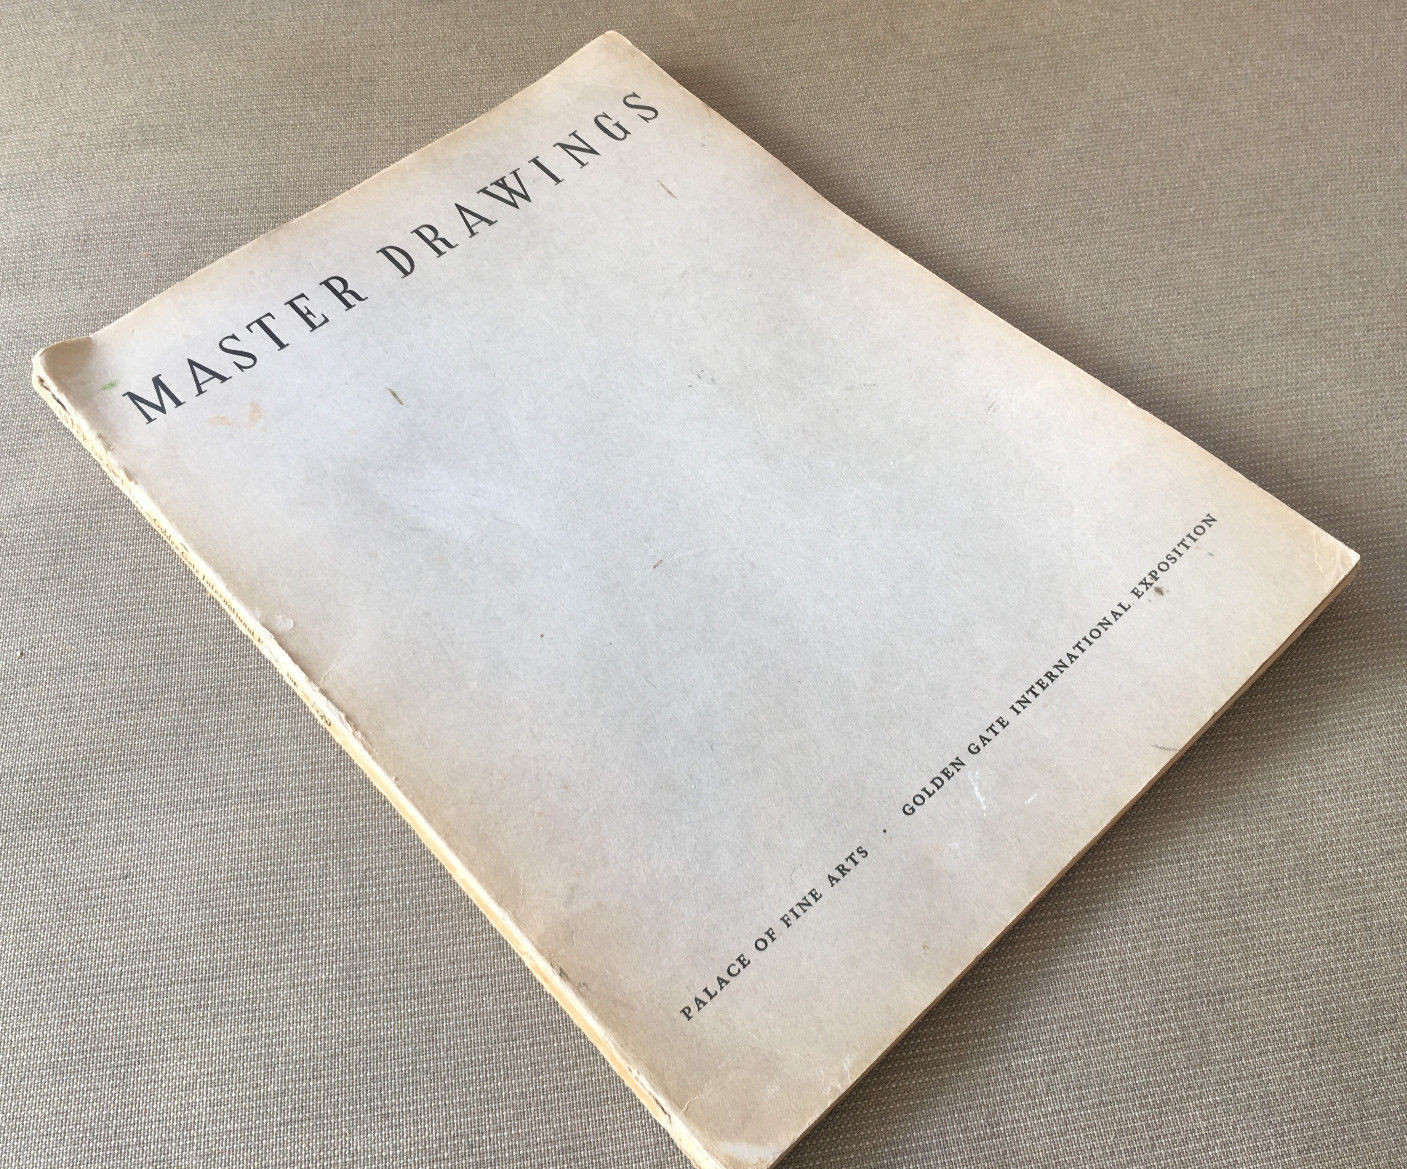 MASTER DRAWINGS
PALACE OF FINE ARTS · GOLDEN GATE INTERNATIONAL EXPOSITION